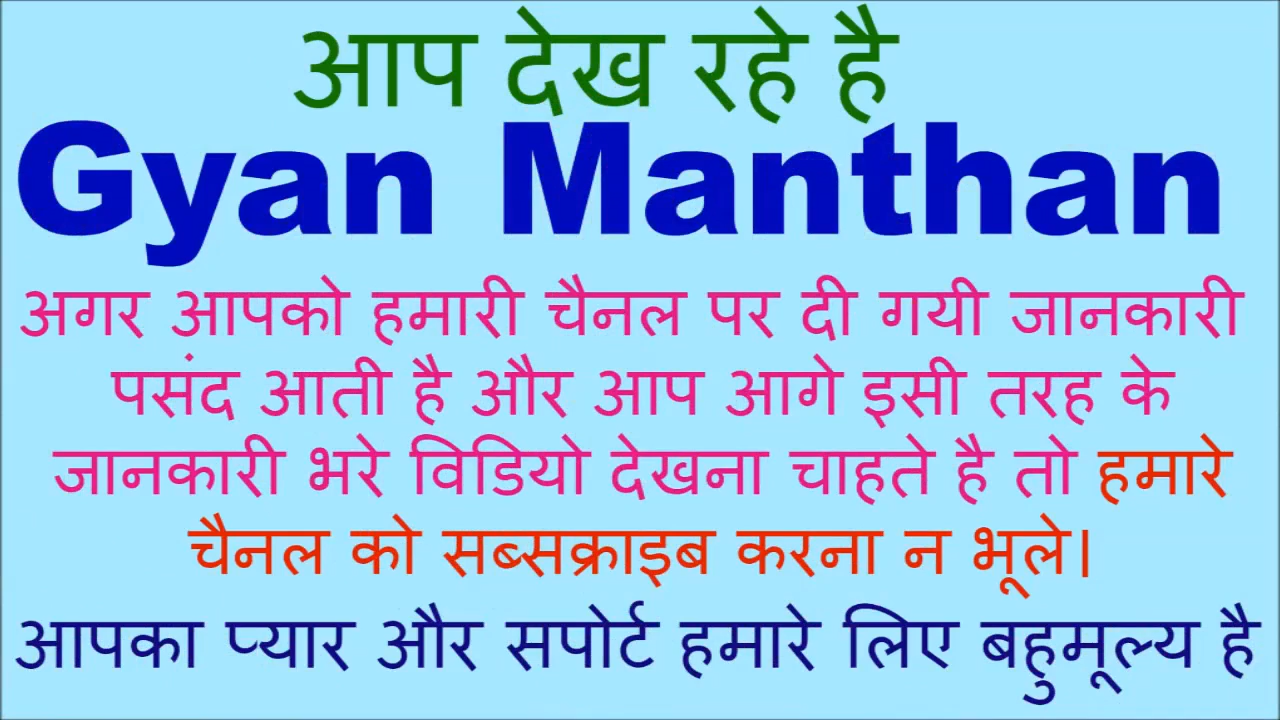 आप देख रहे है
Gyan Manthan
अगर आपको हमारी चैनल पर दी गयी जानकारी
पसंद आती है और आप आगे इसी तरह के
जानकारी भरे विडियो देखना चाहते है तो हमारे
चैनल को सब्सक्राइब करना न भूले।
आपका प्यार और सपोर्ट हमारे लिए बहुमूल्य है